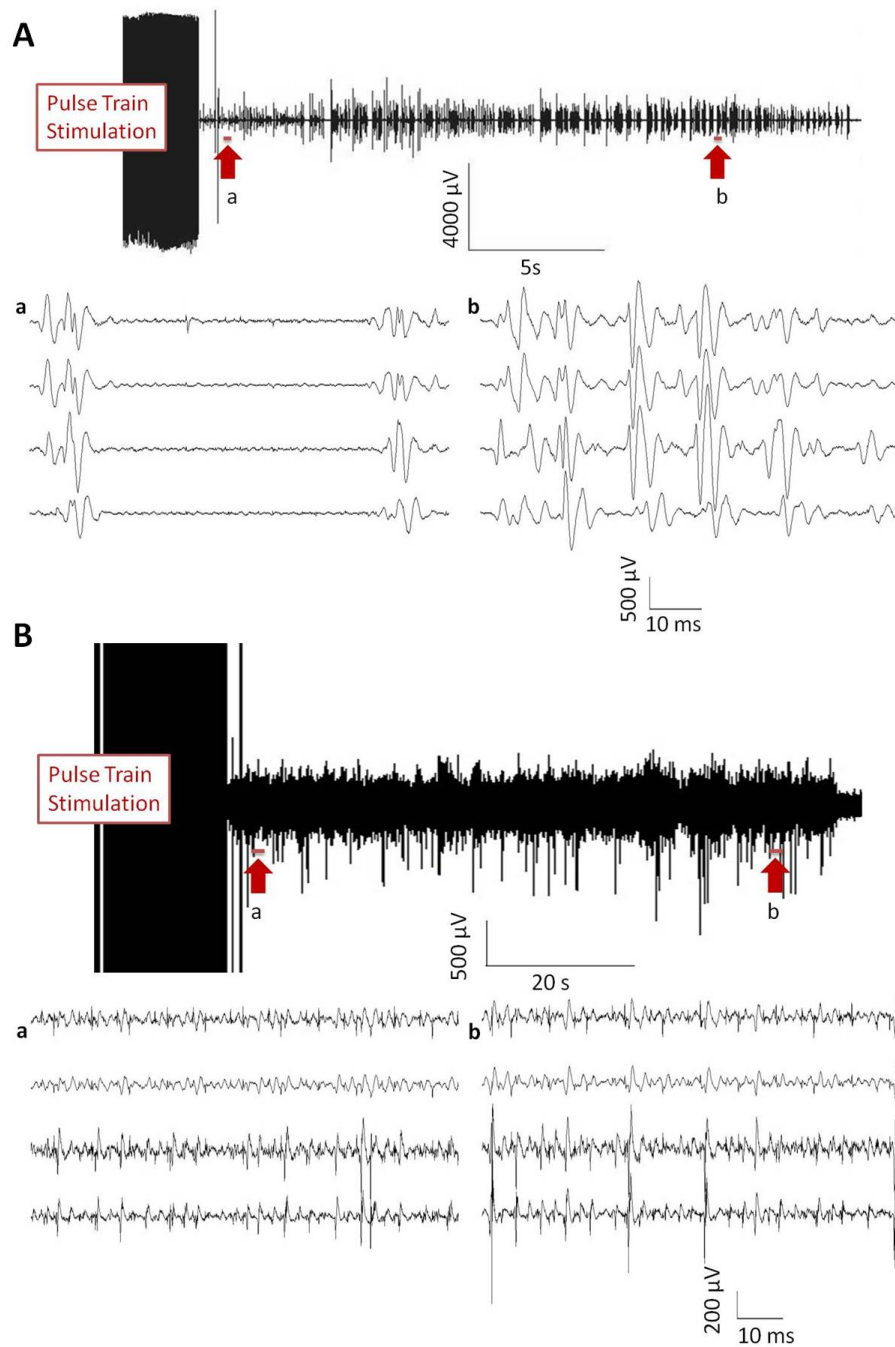 A
Pulse Train
Stimulation
a
b
4000 µV
5s
a
b
500 µV
10 ms
B
Pulse Train
Stimulation
a
b
500 µV
20 s
a
b
200 µV
10 ms